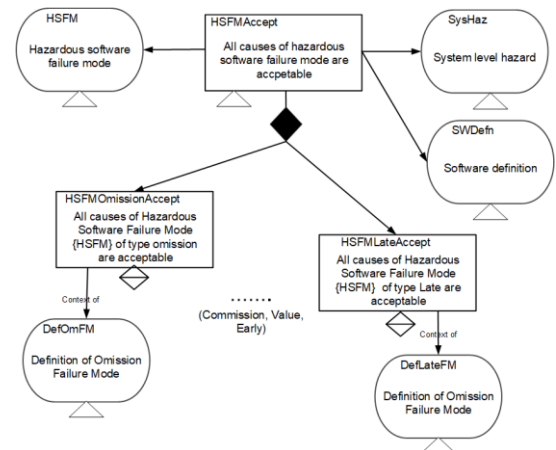 HSFM
Hazardous software
failure mode
HSFMAccept
All causes of hazardous
software failure mode are
accpetable
SysHaz
System level hazard
SWDefn
Software definition
HSFMOmissionAccept
All causes of Hazardous
Software Failure Mode
{HSFM} of type omission
are acceptable
HSFMLateAccept
All causes of Hazardous
Software Failure Mode
{HSFM} of type Late are
acceptable
.......
(Commission, Value,
Early)
Context of
DefOmFM
Definition of Omission
Failure Mode
Context of
DefLateFM
Definition of Omission
Failure Mode